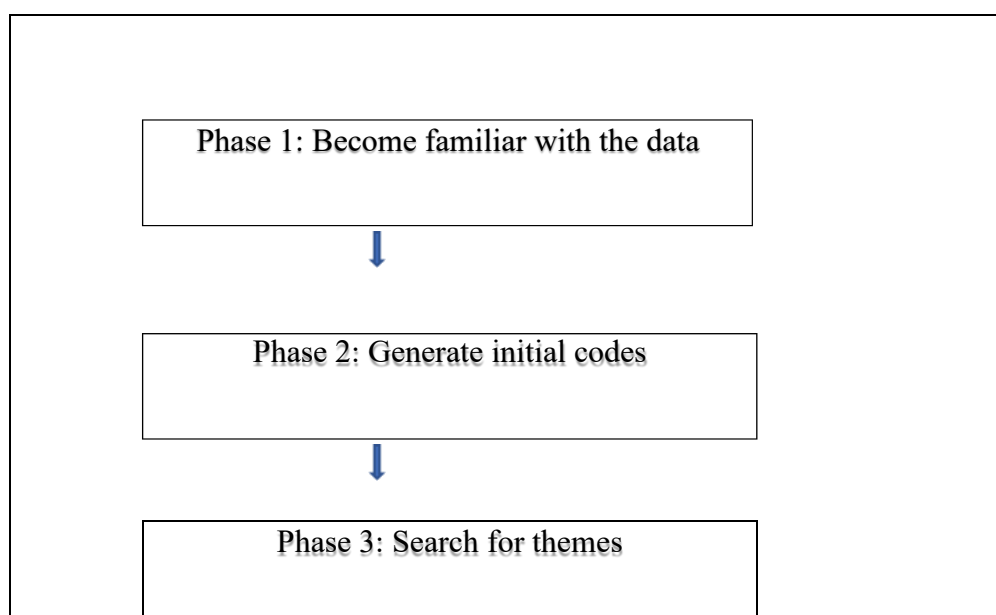 Phase 1: Become familiar with the data
Phase 2: Generate initial codes
Phase 3: Search for themes